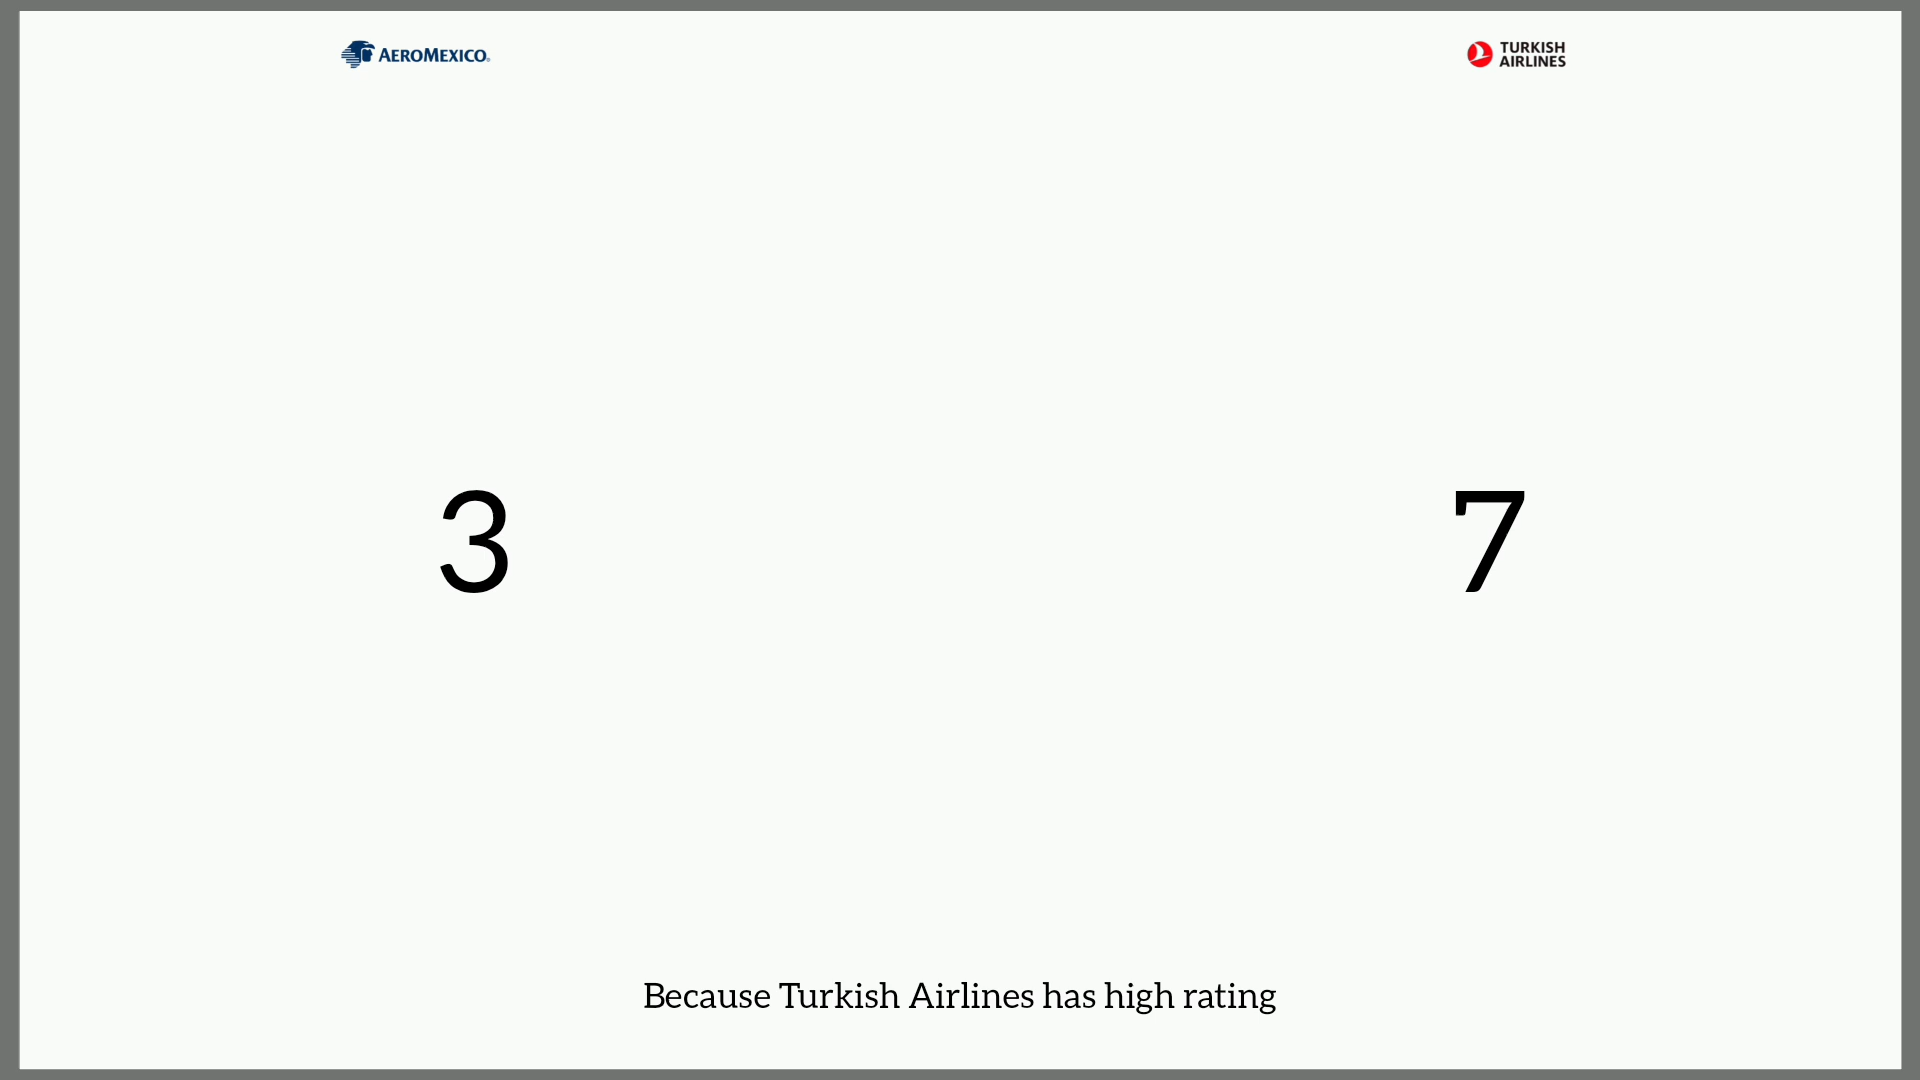 AEROMEXICO
TURKISH
AIRLINES
3
7
Because Turkish Airlines has high rating